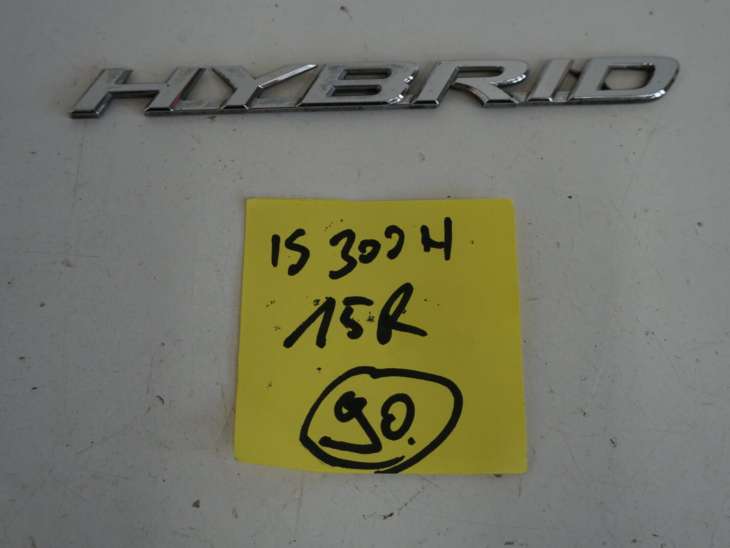 HYBRID
IS 300H
15R
90.